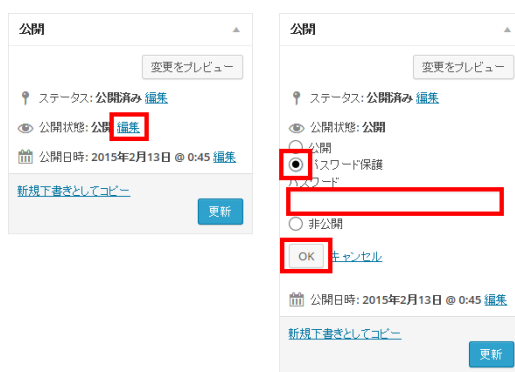 公開
変更をプレビュー
ステータス: 公開済み 編集
公開状態: 公開 編集
公開日時: 2015年2月13日 @ 0:45 編集
新規下書きとしてコピー
更新
公開
変更をプレビュー
ステータス: 公開済み 編集
公開状態: 公開
公開
パスワード保護
パスワード
非公開
OK キャンセル
公開日時: 2015年2月13日 @ 0:45 編集
新規下書きとしてコピー
更新